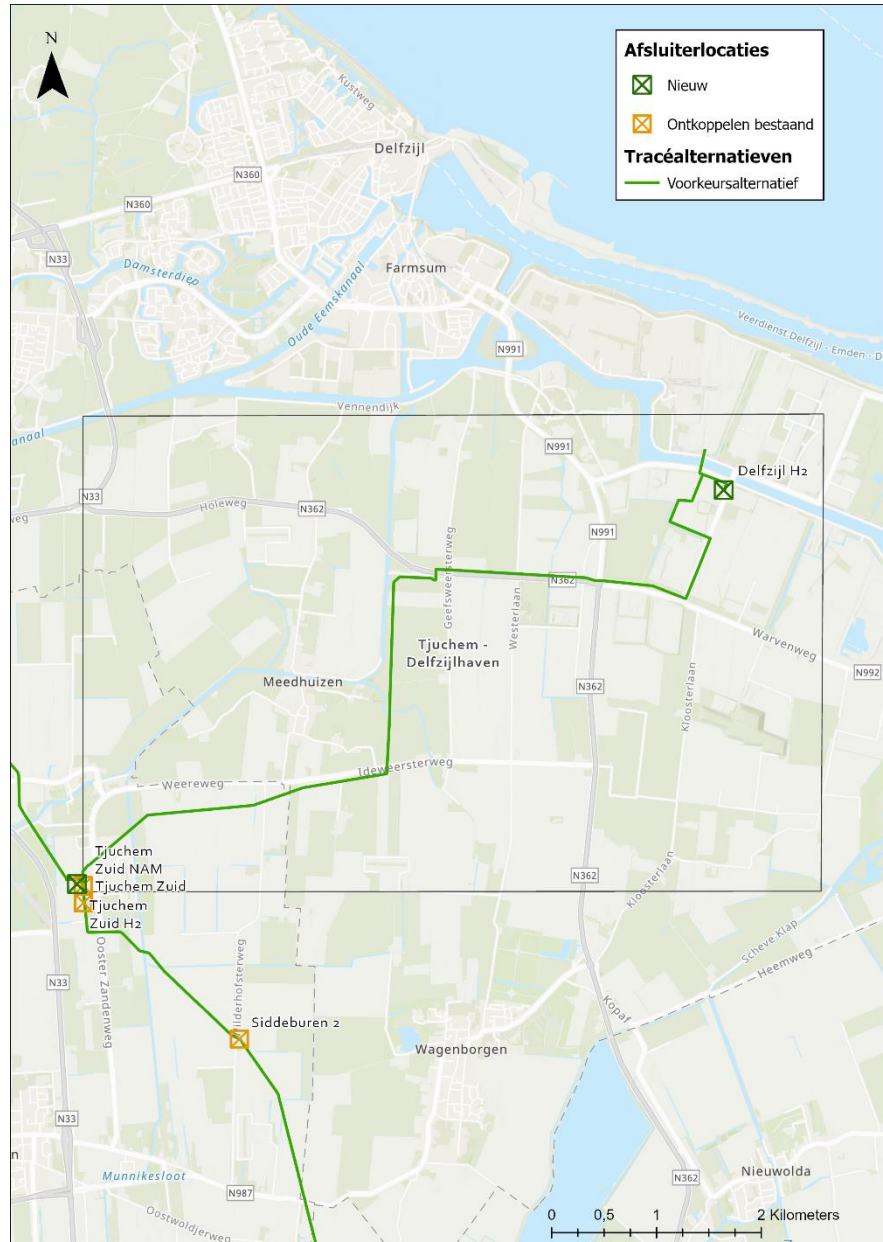 N
Afsluiterlocaties
Nieuw
Ontkoppelen bestaand
Tracéalternatieven
Voorkeursalternatief
Kustweg
Delfzijl
N360
N360
N33
Damsterdiep
Farmsum
Oude Eemskanaal
Veerdienst Delfzijl - Emden - D
N991
Vennendijk
anaal
N991
Delfzijl H2
N33
Holeweg
weg
N362
N991
Geefsweersterweg
N362
Westerlaan
Tjuchem -
Delfzijlhaven
Warvenweg
N992
Meedhuizen
N362
Kloosterlaan
Ideweersterweg
Weereweg
Tjuchem
Zuid NAM
Tjuchem Zuid
Tjuchem
Zuid H2
N362
Kloosterlaan
Scheve Klap
Heemweg
Ooster Zandenweg
N33
Siddeburen 2
Kopaf
Wagenborgen
N33
n
Munnikesloot
N987
Oostwoldjerweg
N362
Nieuwolda
0 0,5 1 2 Kilometers